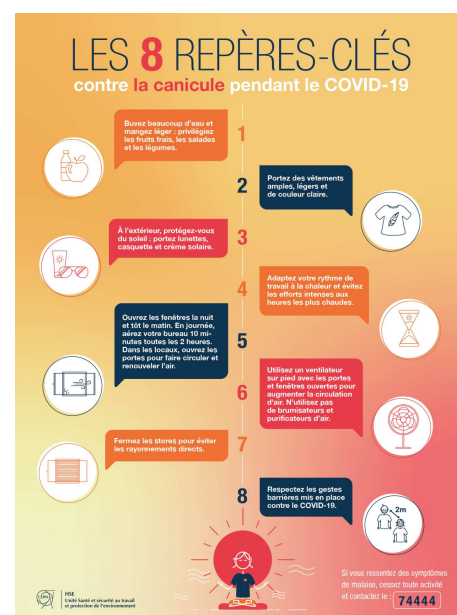 LES 8 REPÈRES-CLÉS
contre la canicule pendant le COVID-19
Buvez beaucoup d'eau et
mangez léger : privilégiez
les fruits frais, les salades
et les légumes.
1
2
Portez des vêtements
amples, légers et
de couleur claire.
À l'extérieur, protégez-vous
du soleil : portez lunettes,
casquette et crème solaire.
3
4
Adaptez votre rythme de
travail à la chaleur et évitez
les efforts intenses aux
heures les plus chaudes.
Ouvrez les fenêtres la nuit
et tôt le matin. En journée,
aérez votre bureau 10 mi-
nutes toutes les 2 heures.
Dans les locaux, ouvrez les
portes pour faire circuler et
renouveler l'air.
5
6
Utilisez un ventilateur
sur pied avec les portes
et fenêtres ouvertes pour
augmenter la circulation
d'air. N'utilisez pas
de brumisateurs et
purificateurs d'air.
Fermez les stores pour éviter
les rayonnements directs.
7
8
Respectez les gestes
barrières mis en place
contre le COVID-19.
2m
Si vous ressentez des symptômes
de malaise, cessez toute activité
et contactez le : 74444
CERN
HSE
Unité Santé et sécurité au travail
et protection de l'environnement